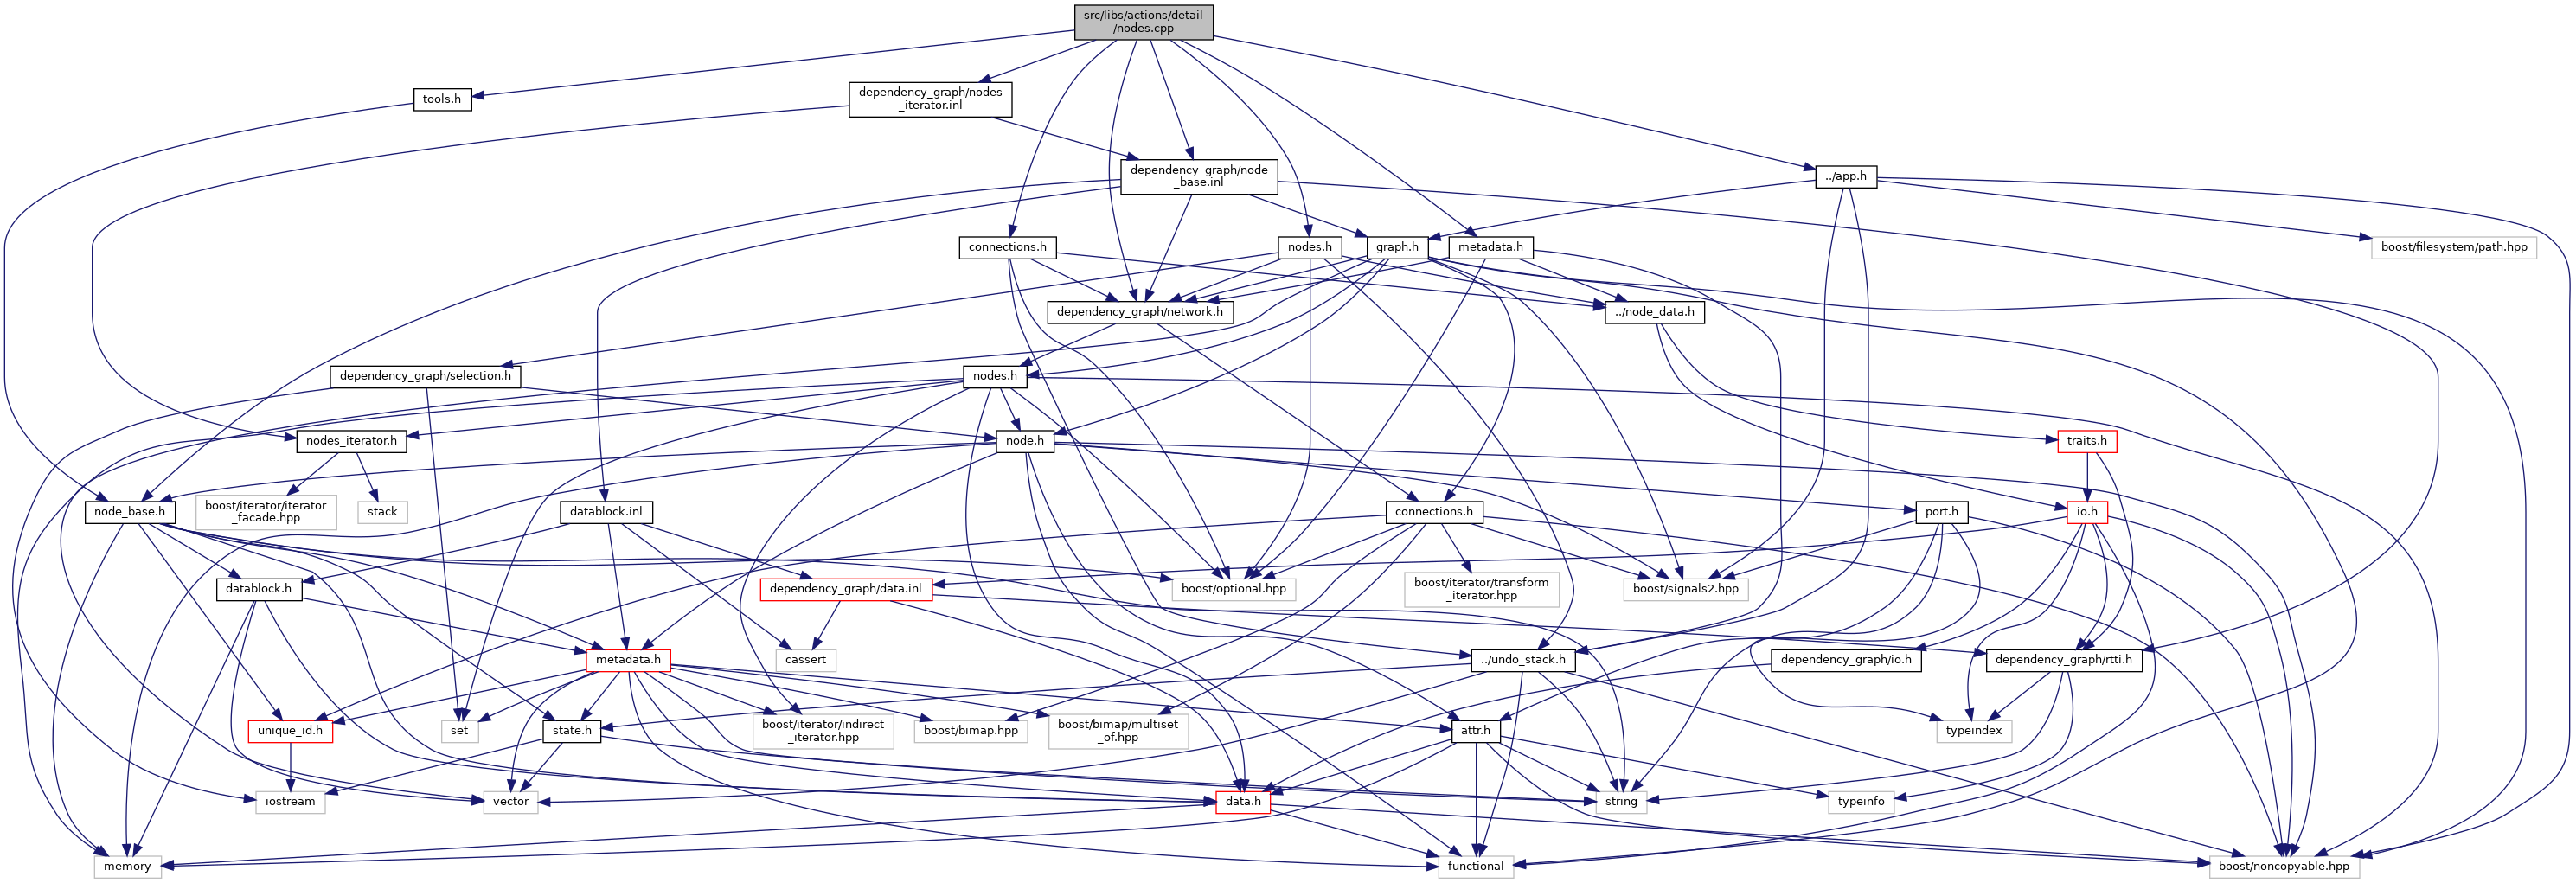 src/libs/actions/detail
/nodes.cpp
tools.h
dependency_graph/nodes
_iterator.inl
dependency_graph/node
_base.inl
../app.h
connections.h
nodes.h
graph.h
metadata.h
boost/filesystem/path.hpp
dependency_graph/network.h
../node_data.h
dependency_graph/selection.h
nodes.h
nodes_iterator.h
node.h
traits.h
boost/iterator/iterator
_facade.hpp
stack
node_base.h
datablock.inl
connections.h
port.h
io.h
datablock.h
dependency_graph/data.inl
boost/optional.hpp
boost/iterator/transform
_iterator.hpp
boost/signals2.hpp
cassert
metadata.h
../undo_stack.h
dependency_graph/io.h
dependency_graph/rtti.h
unique_id.h
set
state.h
boost/iterator/indirect
_iterator.hpp
boost/bimap.hpp
boost/bimap/multiset
_of.hpp
attr.h
typeindex
iostream
vector
data.h
string
typeinfo
memory
functional
boost/noncopyable.hpp